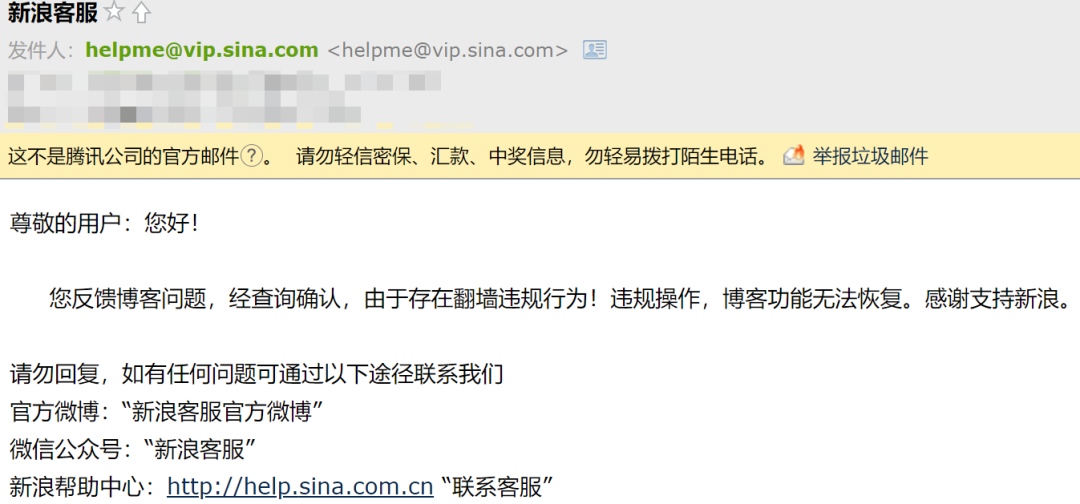 新浪客服
发件人：helpme@vip.sina.com <helpme@vip.sina.com>
这不是腾讯公司的官方邮件?。 请勿轻信密保、汇款、中奖信息，勿轻易拨打陌生电话。 举报垃圾邮件
尊敬的用户：您好！
您反馈博客问题，经查询确认，由于存在翻墙违规行为！违规操作，博客功能无法恢复。感谢支持新浪。
请勿回复，如有任何问题可通过以下途径联系我们
官方微博：“新浪客服官方微博”
微信公众号：“新浪客服”
新浪帮助中心：http://help.sina.com.cn “联系客服”